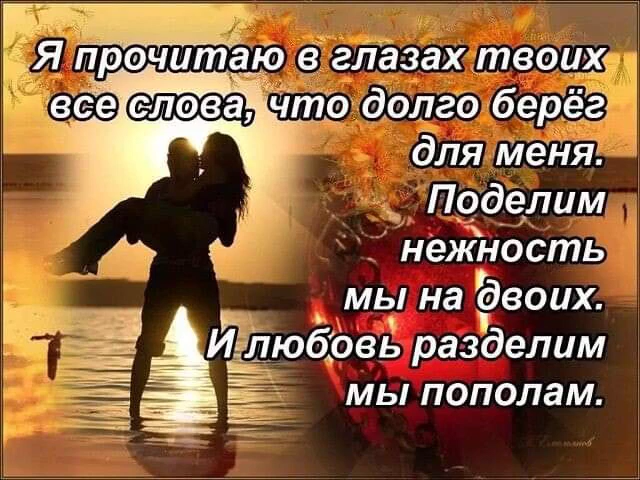 Я прочитаю в глазах твоих
все слова, что долго берёг
для меня.
Поделим
нежность
мы на двоих.
И любовь разделим
мы пополам.